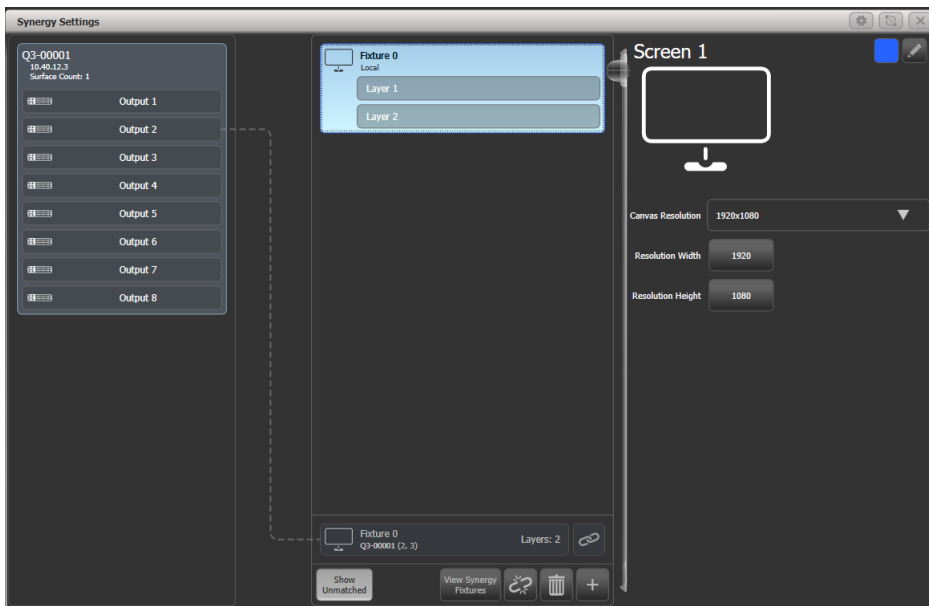 Synergy Settings
Q3-00001
10.40.12.3
Surface Count: 1
Output 1
Output 2
Output 3
Output 4
Output 5
Output 6
Output 7
Output 8
Fixture 0
Local
Layer 1
Layer 2
Fixture 0
Q3-00001 (2, 3)
Layers: 2
Show
Unmatched
View Synergy
Fixtures
Screen 1
Canvas Resolution 1920x1080
Resolution Width 1920
Resolution Height 1080